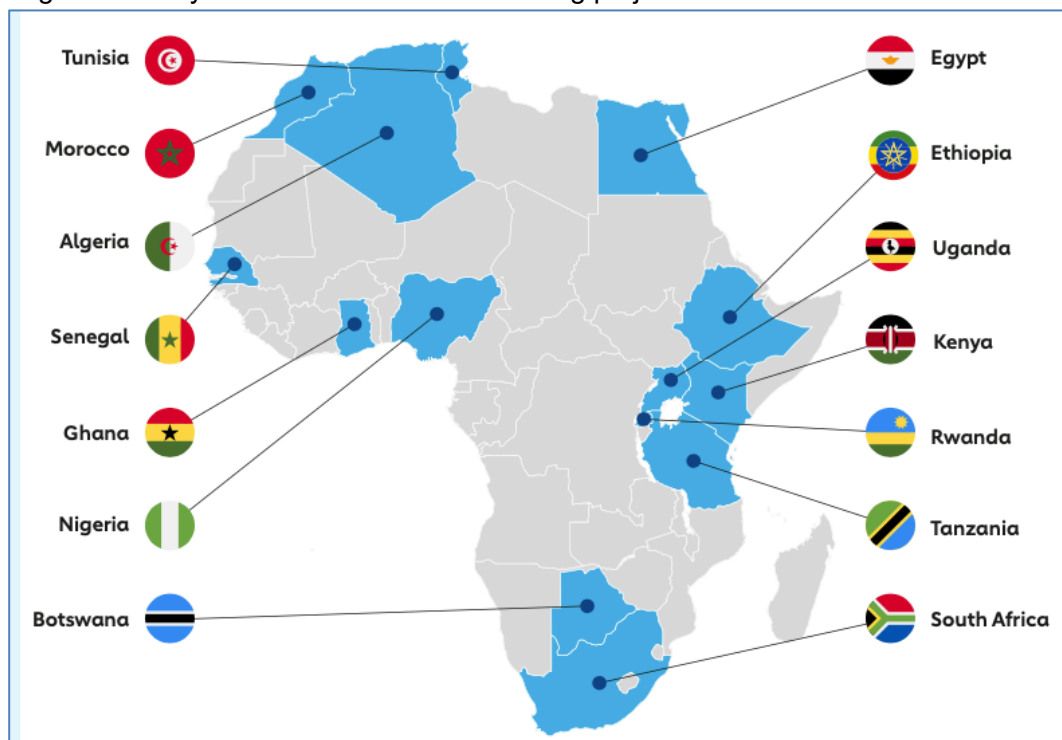 Tunisia
Egypt
Morocco
Ethiopia
Algeria
Uganda
Senegal
Kenya
Ghana
Rwanda
Nigeria
Tanzania
Botswana
South Africa